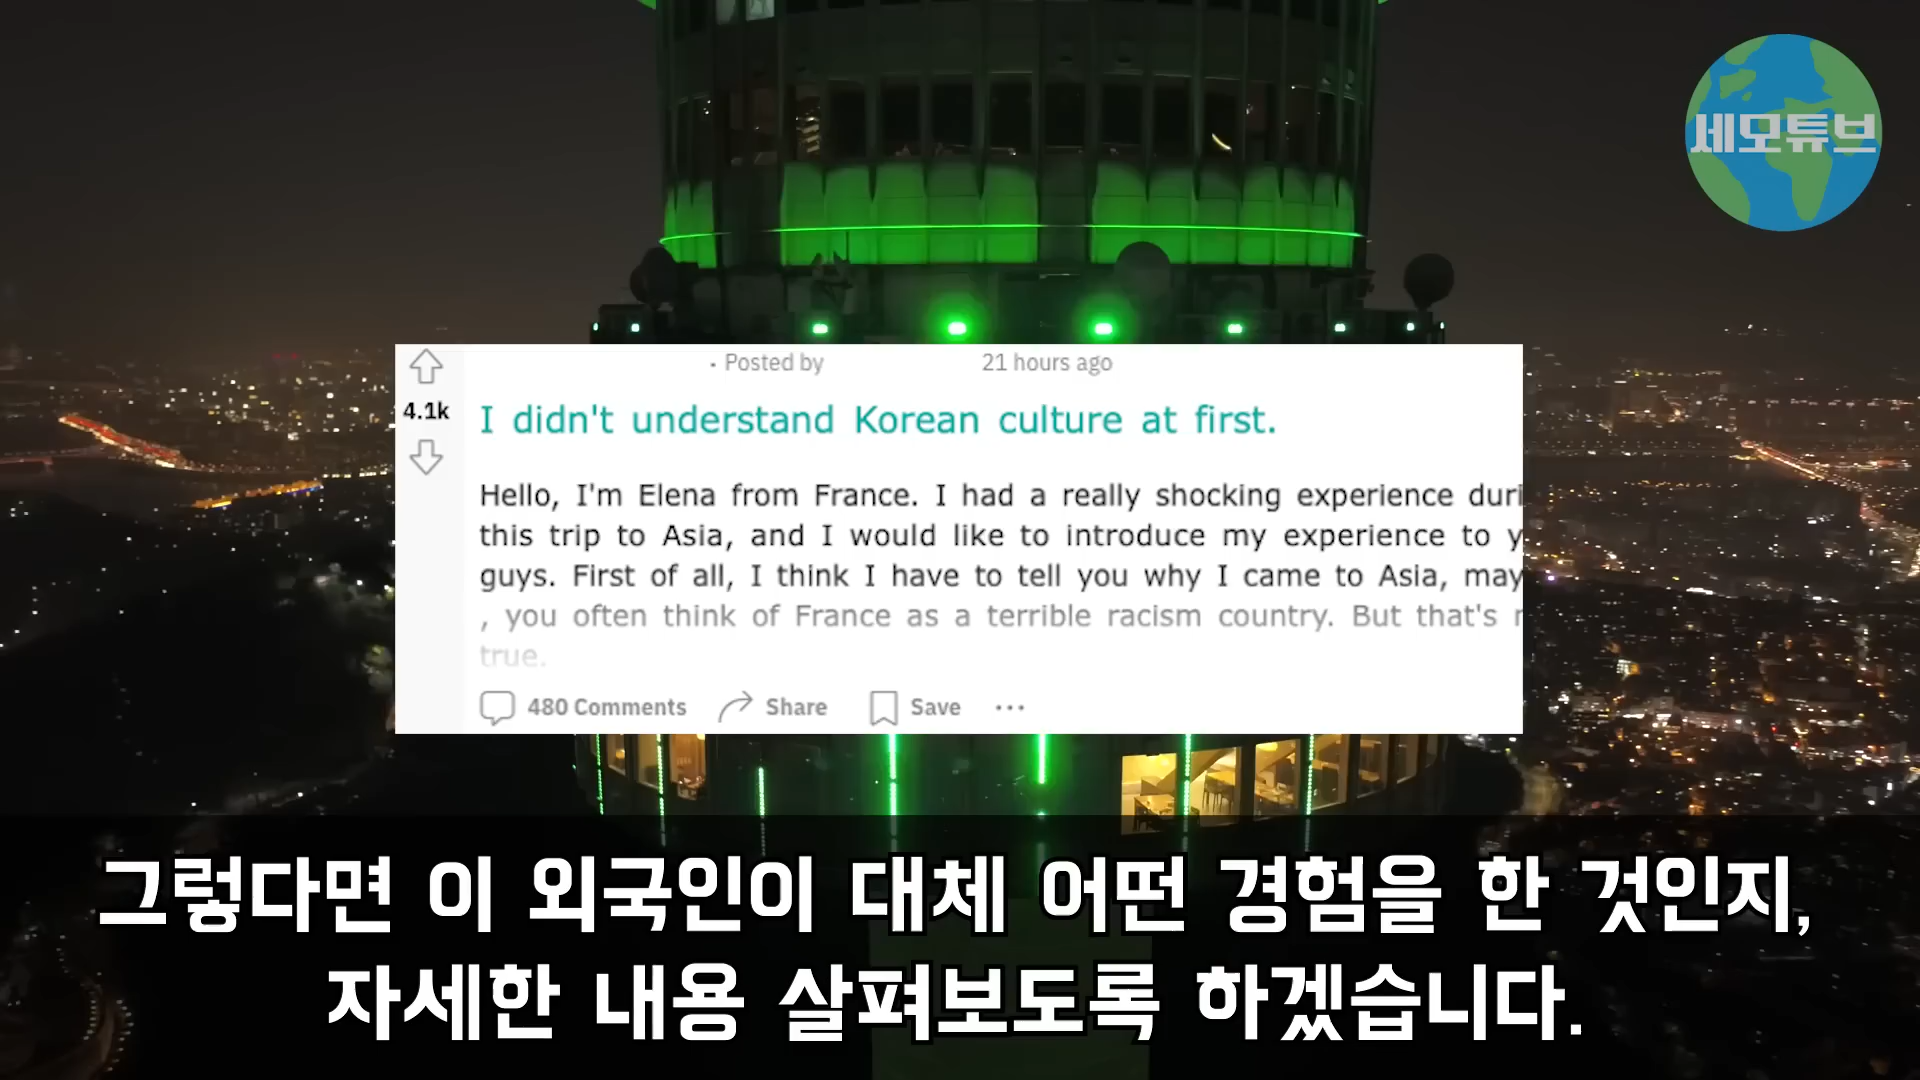 세모튜브
· Posted by 21 hours ago
4.1k
I didn't understand Korean culture at first.
Hello, I'm Elena from France. I had a really shocking experience duri
this trip to Asia, and I would like to introduce my experience to y
guys. First of all, I think I have to tell you why I came to Asia, may
, you often think of France as a terrible racism country. But that's
true.
480 Comments Share Save ...
그렇다면 이 외국인이 대체 어떤 경험을 한 것인지,
자세한 내용 살펴보도록 하겠습니다.